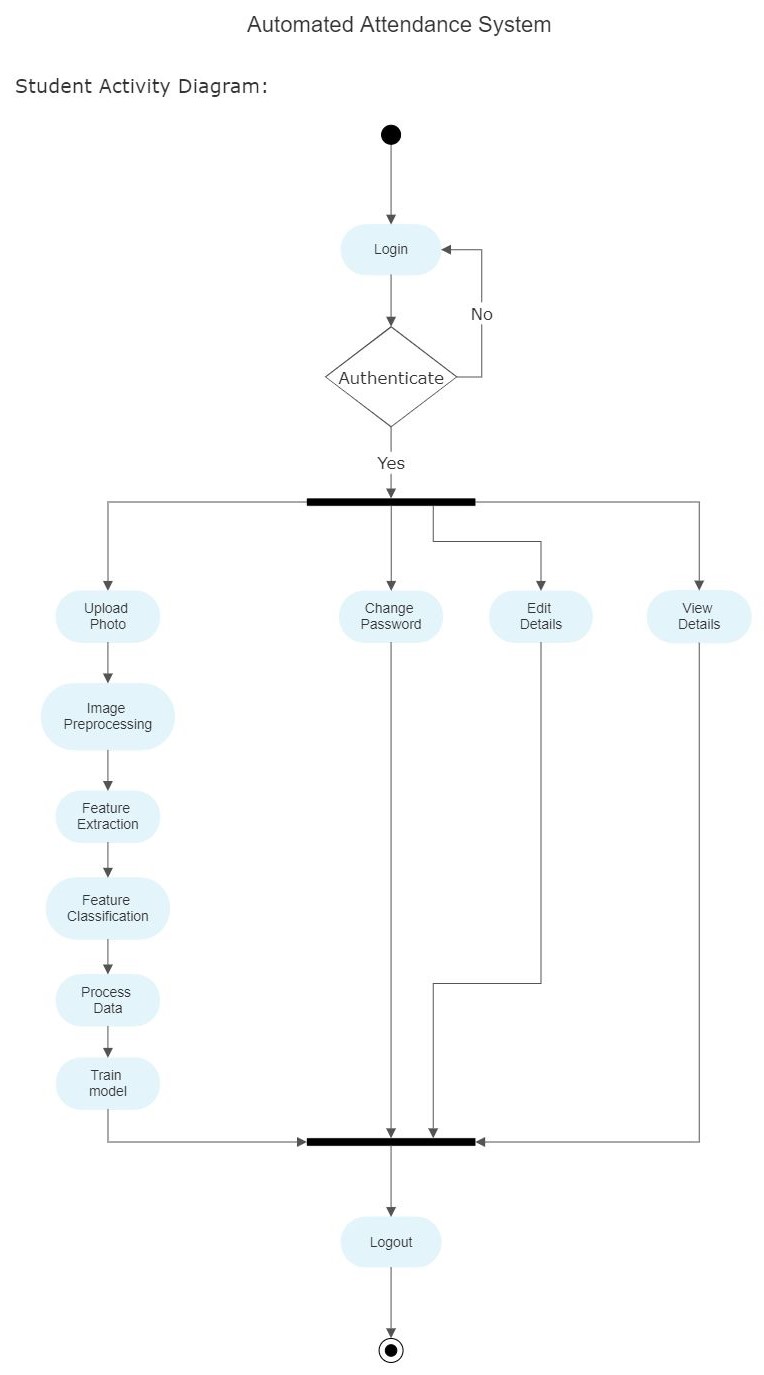 Automated Attendance System
Student Activity Diagram:
Login
No
Authenticate
Yes
Upload
Photo
Change
Password
Edit
Details
View
Details
Image
Preprocessing
Feature
Extraction
Feature
Classification
Process
Data
Train
model
Logout